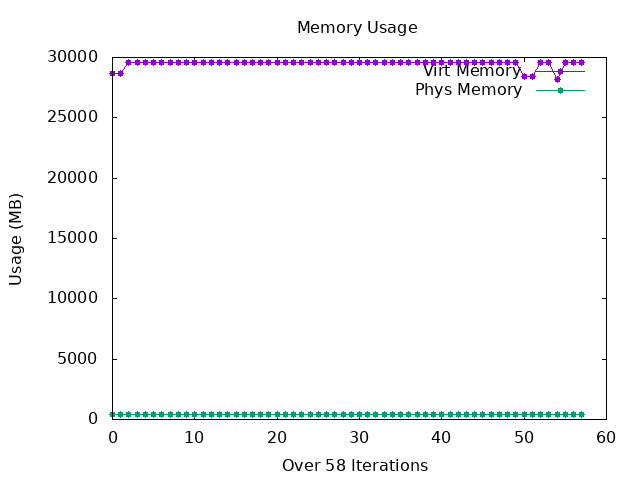 Memory Usage
30000
25000
20000
15000
10000
5000
0
Usage (MB)
Virt Memory
Phys Memory
0 10 20 30 40 50 60
Over 58 Iterations